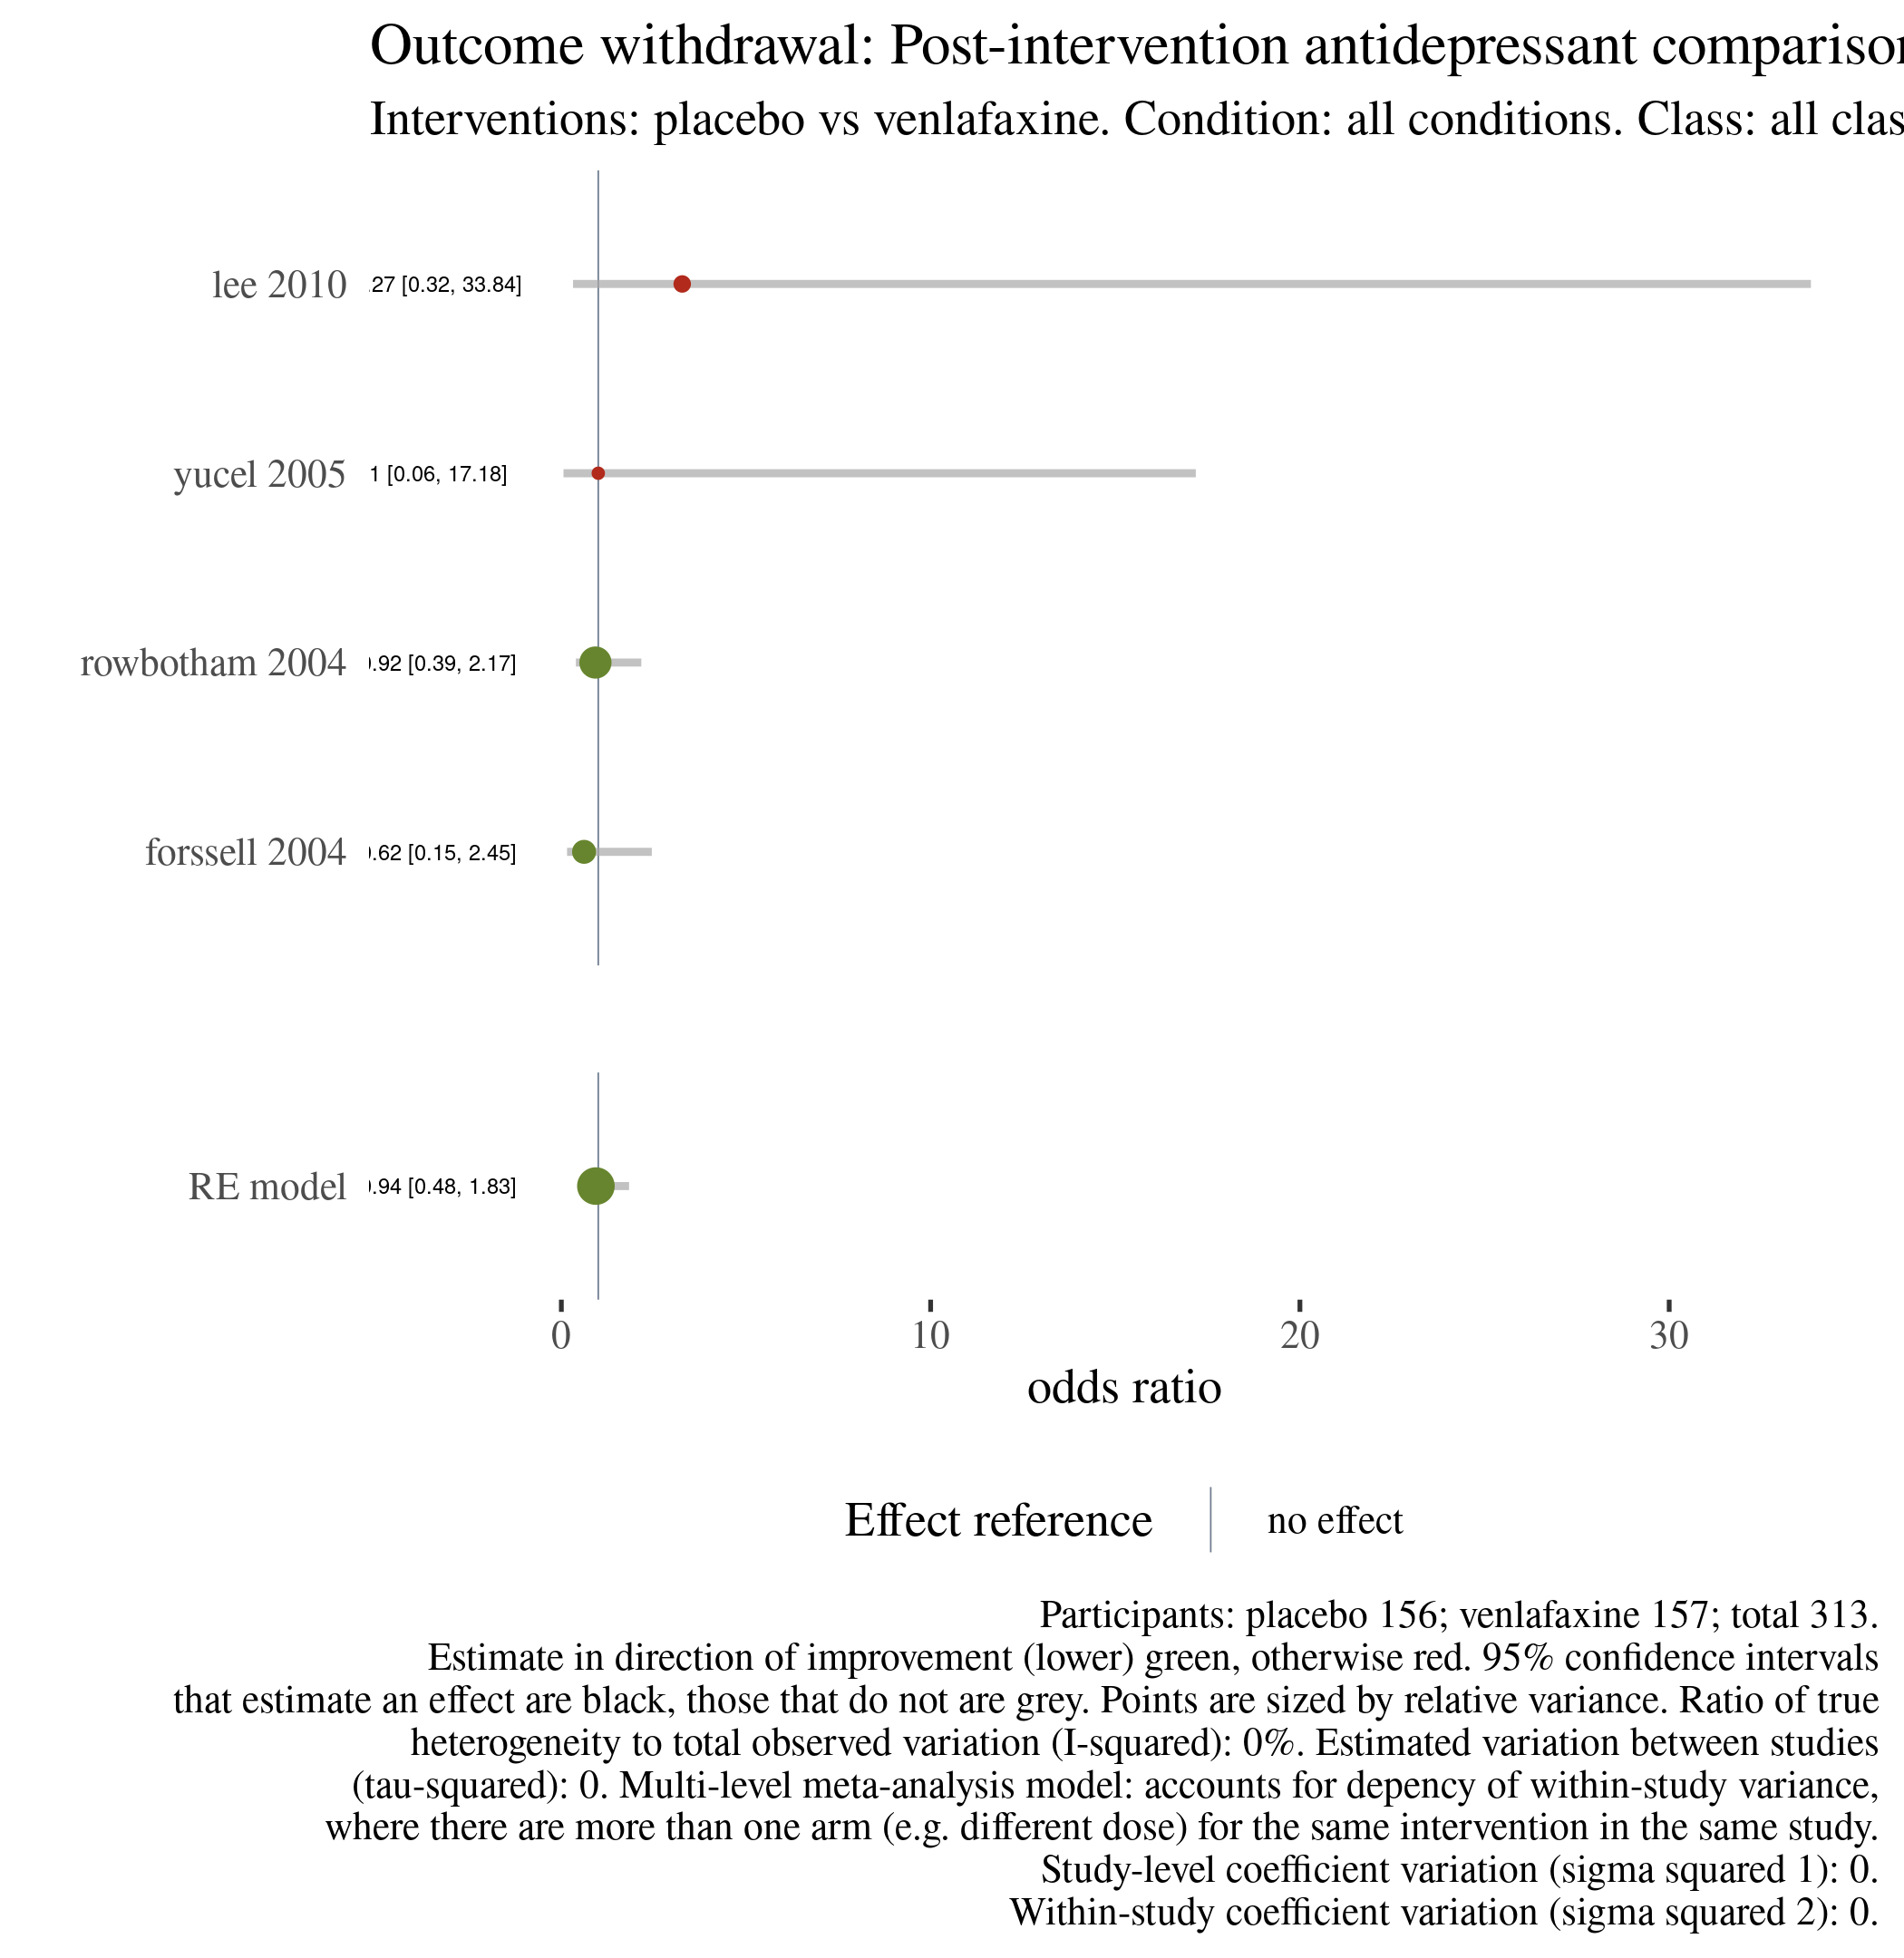 Outcome withdrawal: Post-intervention antidepressant comparison
Interventions: placebo vs venlafaxine. Condition: all conditions. Class: all clas
lee 2010 .27 [0.32, 33.84]
yucel 2005 1 [0.06, 17.18]
rowbotham 2004 0.92 [0.39, 2.17]
forssell 2004 0.62 [0.15, 2.45]
RE model 0.94 [0.48, 1.83]
0 10 20 30
odds ratio
Effect reference no effect
Participants: placebo 156; venlafaxine 157; total 313.
Estimate in direction of improvement (lower) green, otherwise red. 95% confidence intervals
that estimate an effect are black, those that do not are grey. Points are sized by relative variance. Ratio of true
heterogeneity to total observed variation (I-squared): 0%. Estimated variation between studies
(tau-squared): 0. Multi-level meta-analysis model: accounts for depency of within-study variance,
where there are more than one arm (e.g. different dose) for the same intervention in the same study.
Study-level coefficient variation (sigma squared 1): 0.
Within-study coefficient variation (sigma squared 2): 0.